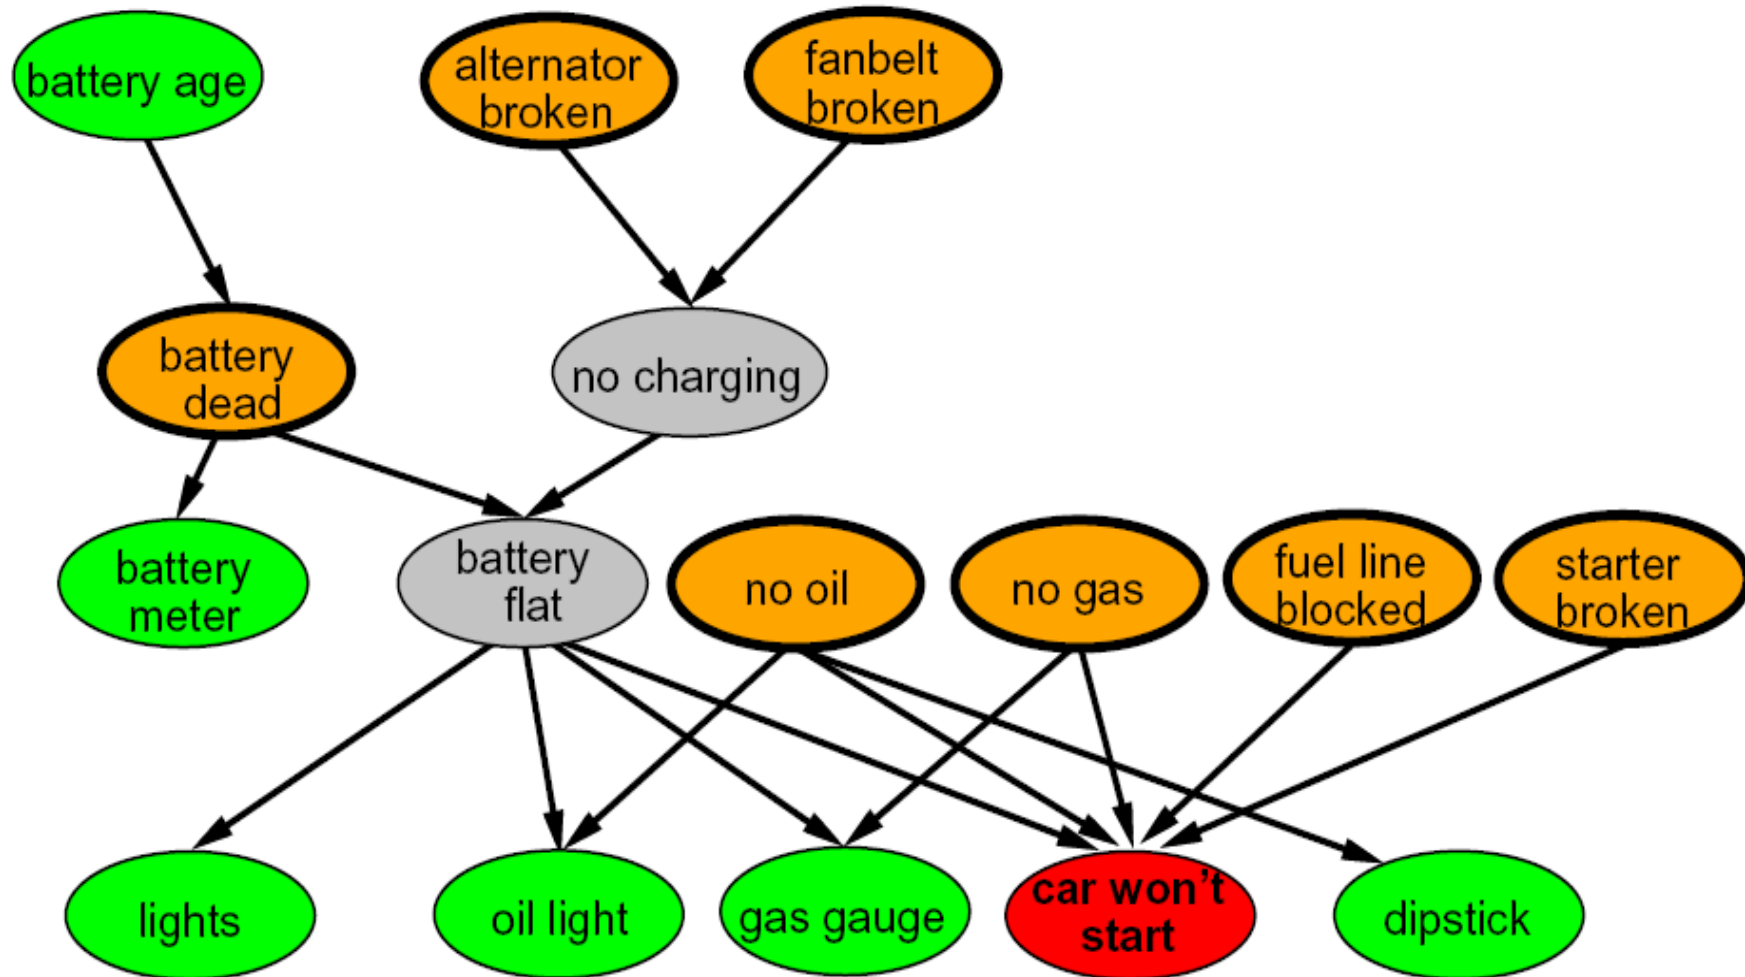 battery age
alternator
broken
fanbelt
broken
battery
dead
no charging
battery
meter
battery
flat
no oil
no gas
fuel line
blocked
starter
broken
lights
oil light
gas gauge
car won't
start
dipstick